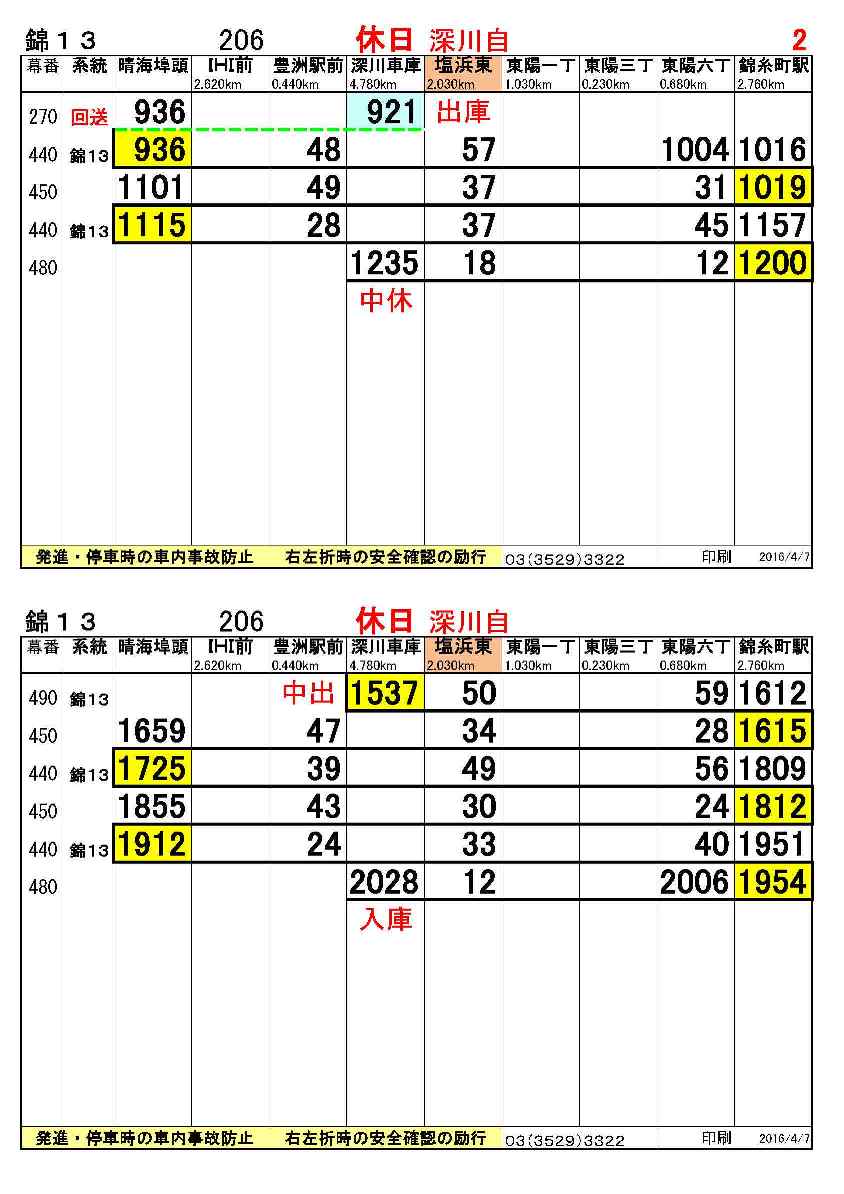 錦13 206 休日 深川自 2
幕番 系統 晴海埠頭 IHI前 豊洲駅前 深川車庫 塩浜東 東陽一丁 東陽三丁 東陽六丁 錦糸町駅
2.620km 0.440km 4.780km 2.030km 1.030km 0.230km 0.680km 2.760km
270 回送 936 921 出庫
440 錦13 936 48 57 1004 1016
450 1101 49 37 31 1019
440 錦13 1115 28 37 45 1157
480 1235 18 12 1200
中休
発進・停車時の車内事故防止 右左折時の安全確認の励行 03(3529)3322 印刷 2016/4/7
錦13 206 休日 深川自
幕番 系統 晴海埠頭 IHI前 豊洲駅前 深川車庫 塩浜東 東陽一丁 東陽三丁 東陽六丁 錦糸町駅
2.620km 0.440km 4.780km 2.030km 1.030km 0.230km 0.680km 2.760km
490 錦13 中出 1537 50 59 1612
450 1659 47 34 28 1615
440 錦13 1725 39 49 56 1809
450 1855 43 30 24 1812
440 錦13 1912 24 33 40 1951
480 2028 12 2006 1954
入庫
発進・停車時の車内事故防止 右左折時の安全確認の励行 03(3529)3322 印刷 2016/4/7